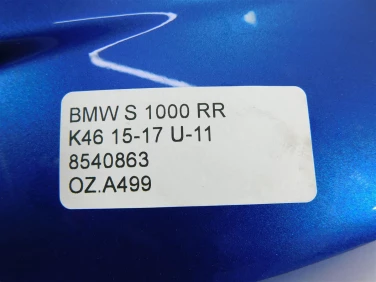 BMW S 1000 RR
K46 15-17 U-11
8540863
OZ.A499